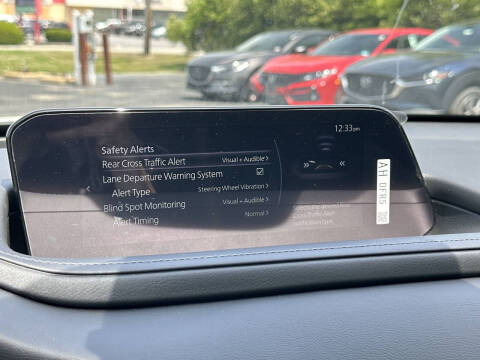 12:33pm
Safety Alerts
Rear Cross Traffic Alert Visual + Audible >
Lane Departure Warning System ☑
Alert Type Steering Wheel Vibration >
Blind Spot Monitoring Visual + Audible >
Alert Timing Normal >
AH DFH5